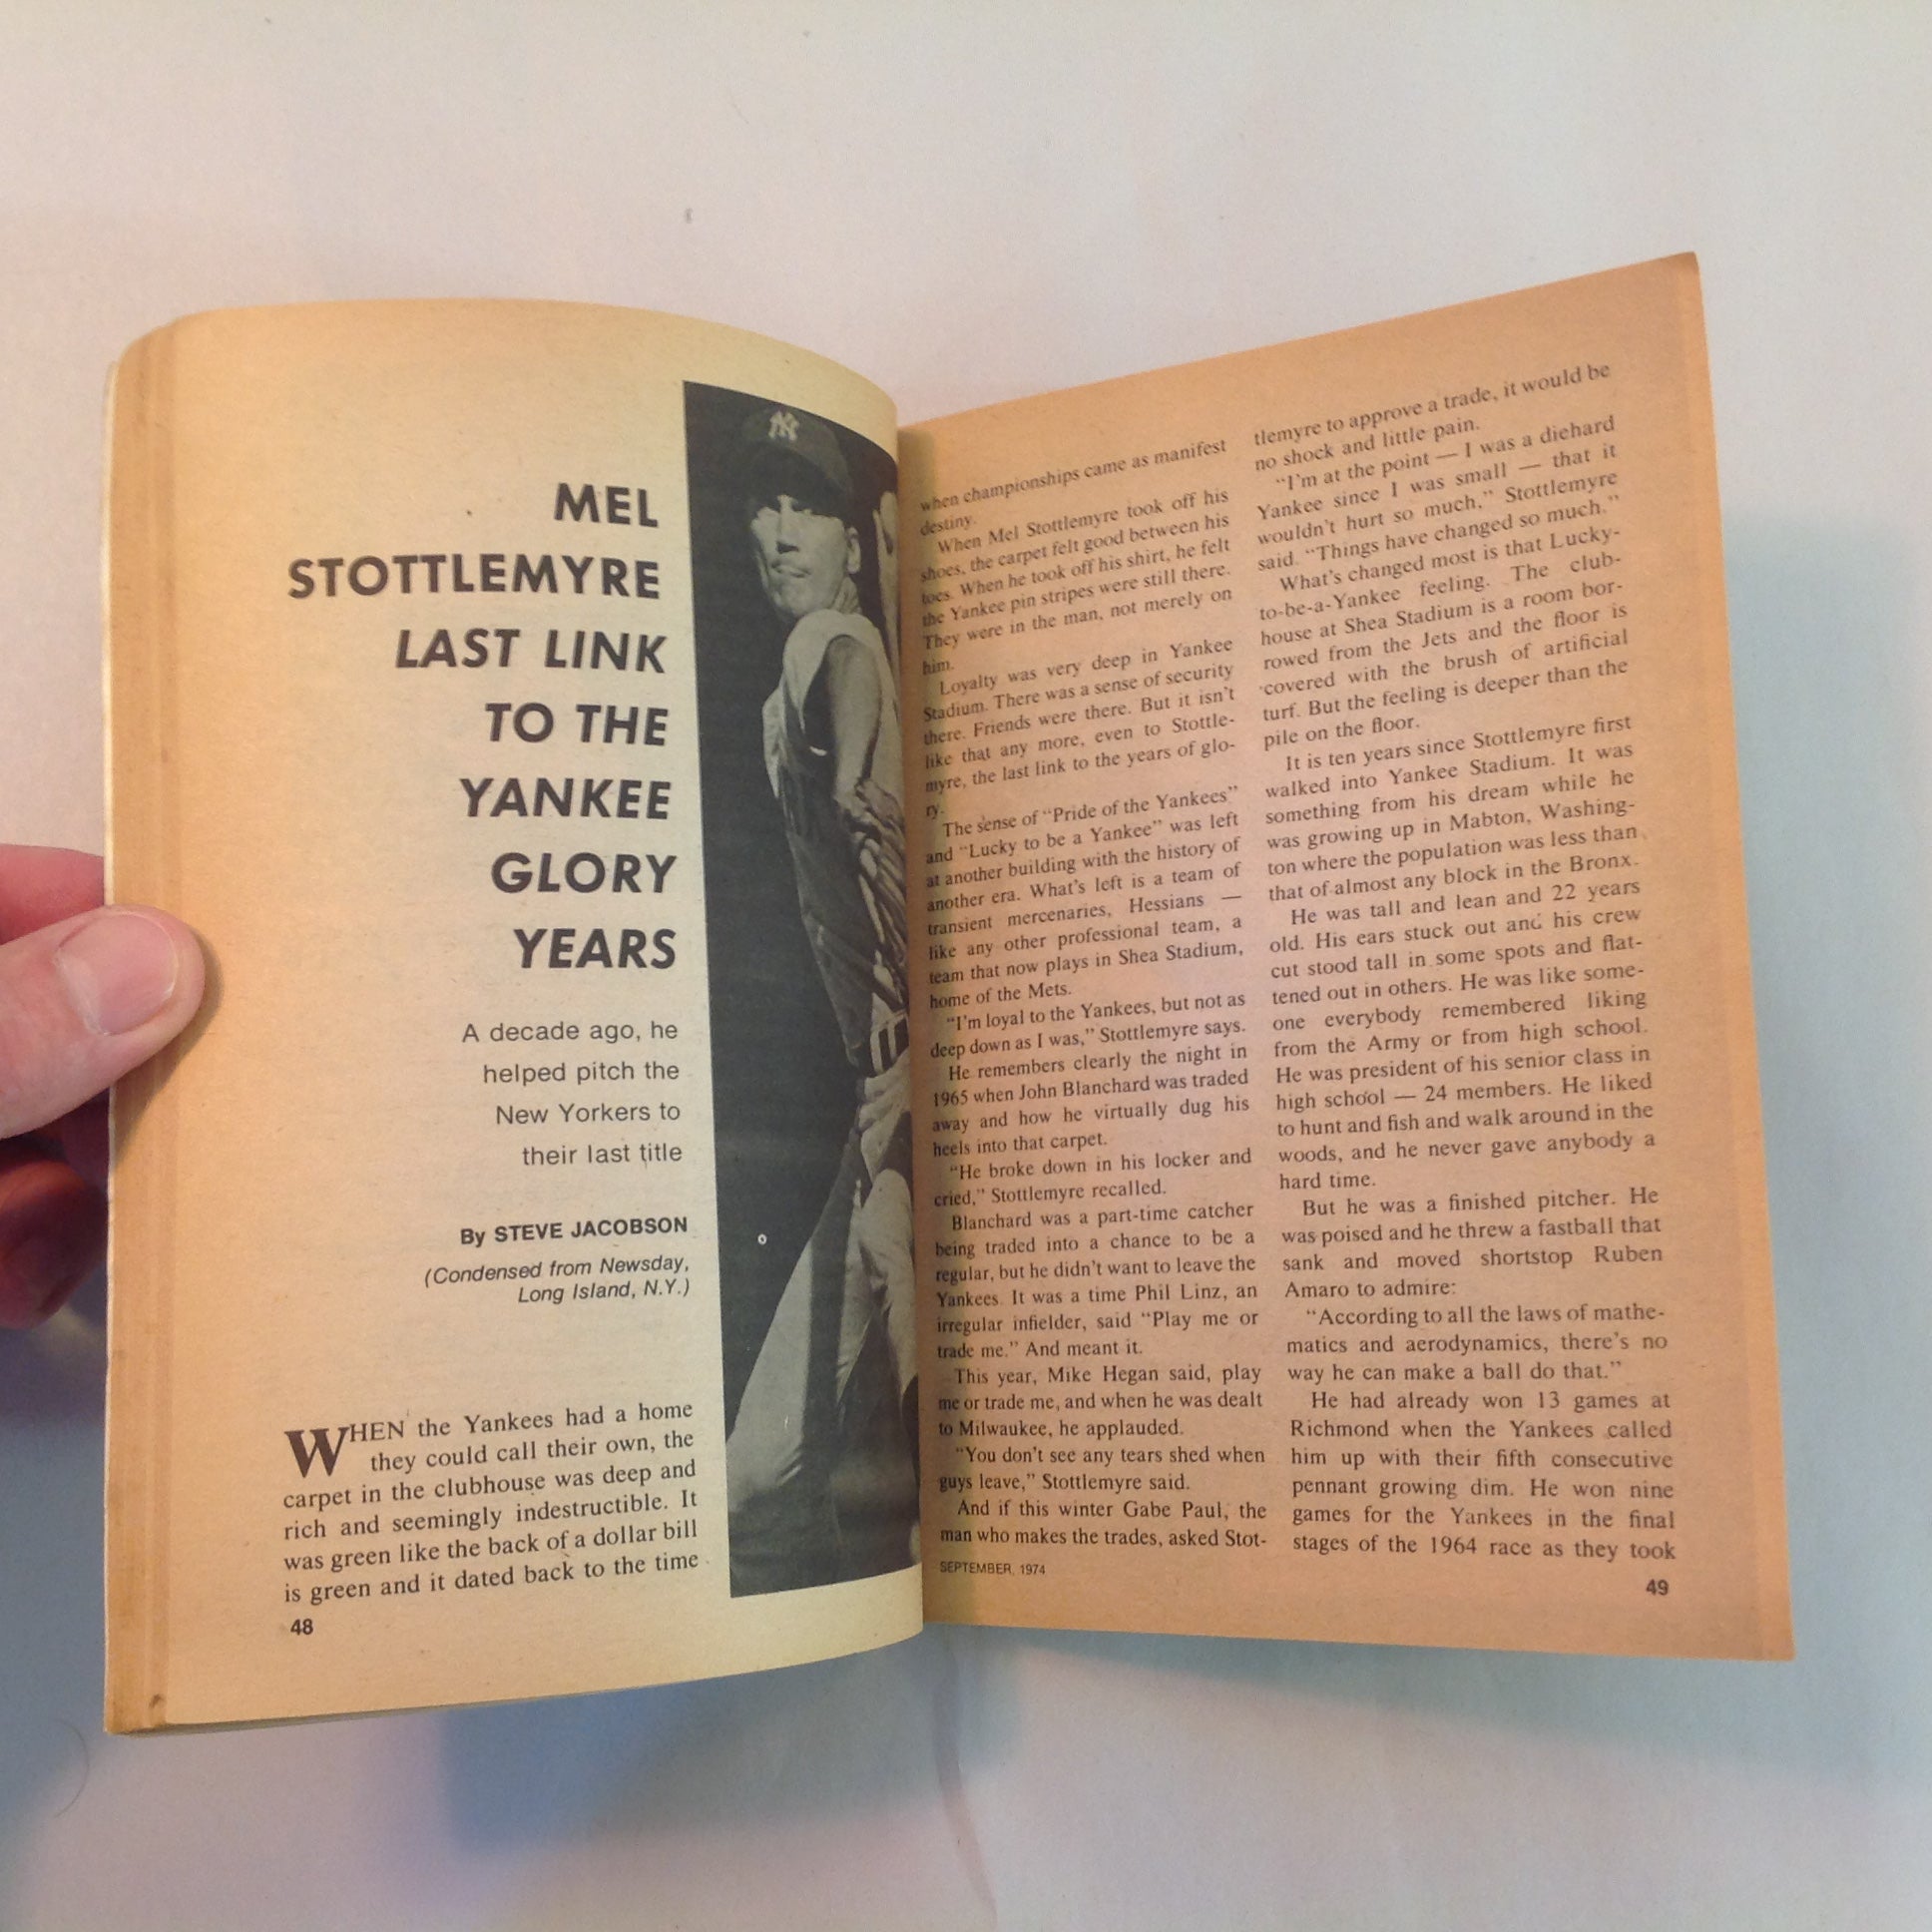 MEL
STOTTLEMYRE
LAST LINK
TO THE
YANKEE
GLORY
YEARS
A decade ago, he
helped pitch the
New Yorkers to
their last title
By STEVE JACOBSON
(Condensed from Newsday,
Long Island, N.Y.)
WHEN the Yankees had a home
they could call their own, the
carpet in the clubhouse was deep and
rich and seemingly indestructible. It
was green like the back of a dollar bill
is green and it dated back to the time
48
NY
when championships came as manifest
destiny.
When Mel Stottlemyre took off his
shoes, the carpet felt good between his
toes. When he took off his shirt, he felt
the Yankee pin stripes were still there.
They were in the man, not merely on
him.
Loyalty was very deep in Yankee
Stadium. There was a sense of security
there. Friends were there. But it isn't
like that any more, even to Stottle-
myre, the last link to the years of glo-
ry.
The sense of "Pride of the Yankees"
and "Lucky to be a Yankee" was left
at another building with the history of
another era. What's left is a team of
transient mercenaries, Hessians —
like any other professional team, a
team that now plays in Shea Stadium,
home of the Mets.
"I'm loyal to the Yankees, but not as
deep down as I was," Stottlemyre says.
He remembers clearly the night in
1965 when John Blanchard was traded
away and how he virtually dug his
heels into that carpet.
"He broke down in his locker and
cried," Stottlemyre recalled.
Blanchard was a part-time catcher
being traded into a chance to be a
regular, but he didn't want to leave the
Yankees. It was a time Phil Linz, an
irregular infielder, said "Play me or
trade me." And meant it.
This year, Mike Hegan said, play
me or trade me, and when he was dealt
to Milwaukee, he applauded.
"You don't see any tears shed when
guys leave," Stottlemyre said.
And if this winter Gabe Paul, the
man who makes the trades, asked Stot-
SEPTEMBER, 1974
tlemyre to approve a trade, it would be
no shock and little pain.
"I'm at the point — I was a diehard
Yankee since I was small — that it
wouldn't hurt so much," Stottlemyre
said. "Things have changed so much."
What's changed most is that Lucky-
to-be-a-Yankee feeling. The club-
house at Shea Stadium is a room bor-
rowed from the Jets and the floor is
covered with the brush of artificial
turf. But the feeling is deeper than the
pile on the floor.
It is ten years since Stottlemyre first
walked into Yankee Stadium. It was
something from his dream while he
was growing up in Mabton, Washing-
ton where the population was less than
that of almost any block in the Bronx.
He was tall and lean and 22 years
old. His ears stuck out and his crew
cut stood tall in some spots and flat-
tened out in others. He was like some-
one everybody remembered liking
from the Army or from high school.
He was president of his senior class in
high school — 24 members. He liked
to hunt and fish and walk around in the
woods, and he never gave anybody a
hard time.
But he was a finished pitcher. He
was poised and he threw a fastball that
sank and moved shortstop Ruben
Amaro to admire:
"According to all the laws of mathe-
matics and aerodynamics, there's no
way he can make a ball do that."
He had already won 13 games at
Richmond when the Yankees called
him up with their fifth consecutive
pennant growing dim. He won nine
games for the Yankees in the final
stages of the 1964 race as they took
49